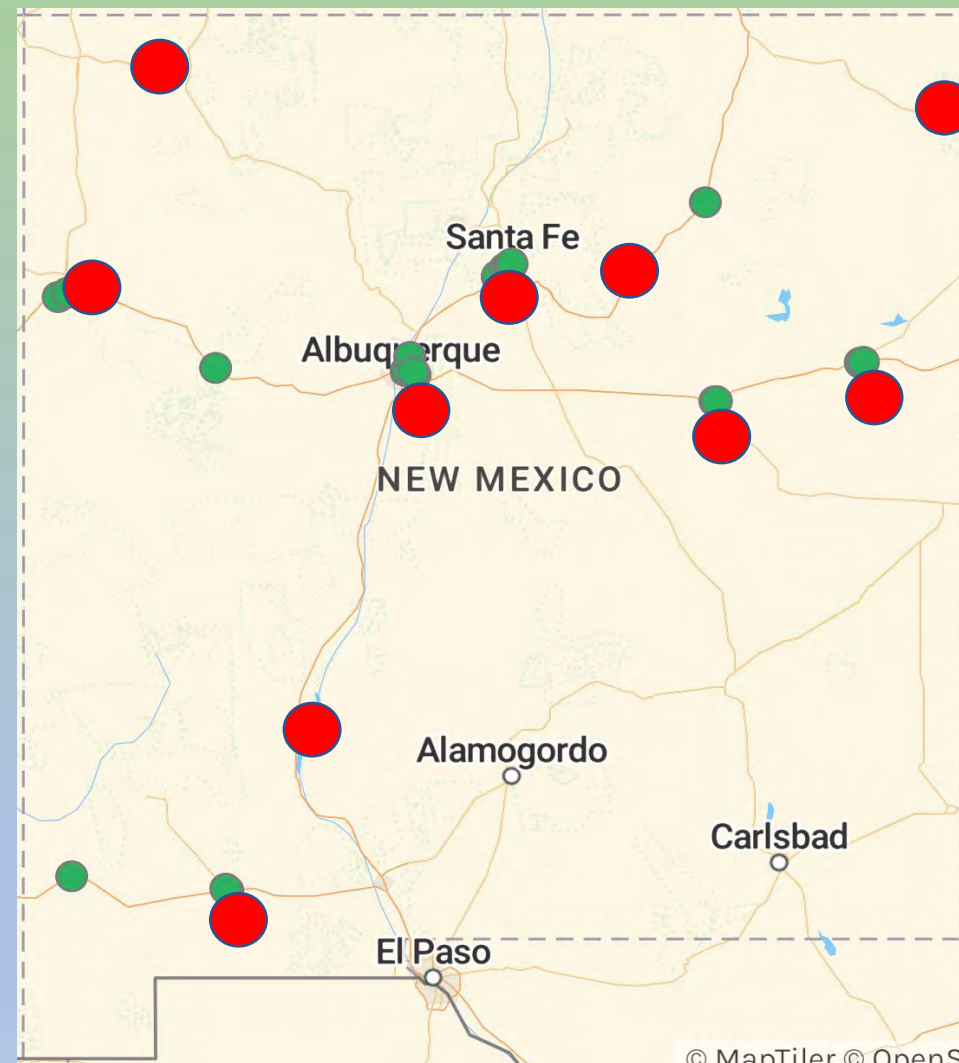 Santa Fe
Albuquerque
NEW MEXICO
Alamogordo
Carlsbad
El Paso
© MapTiler © OpenS